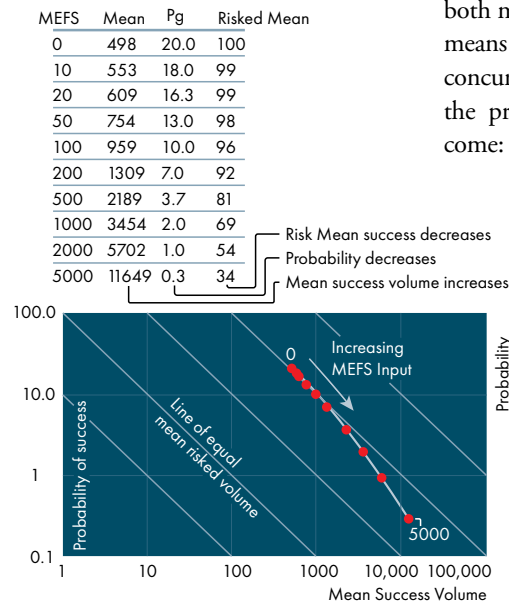 MEFS Mean Pg Risked Mean
0 498 20.0 100
10 553 18.0 99
20 609 16.3 99
50 754 13.0 98
100 959 10.0 96
200 1309 7.0 92
500 2189 3.7 81
1000 3454 2.0 69
2000 5702 1.0 54
5000 11649 0.3 34
Risk Mean success decreases
Probability decreases
Mean success volume increases
both m
means
concur
the pr
come:
100.0
10.0
1
0.1
Probability of success
Line of equal
mean risked volume
0
Increasing
MEFS Input
5000
1 10 100 1000 10,000 100,000
Mean Success Volume
Probability